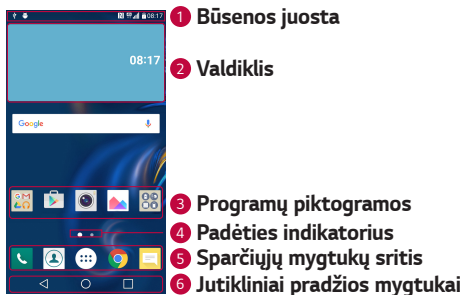 08:17
1 Būsenos juosta
08:17
2 Valdiklis
Google
3 Programų piktogramos
4 Padėties indikatorius
5 Sparčiųjų mygtukų sritis
6 Jutikliniai pradžios mygtukai